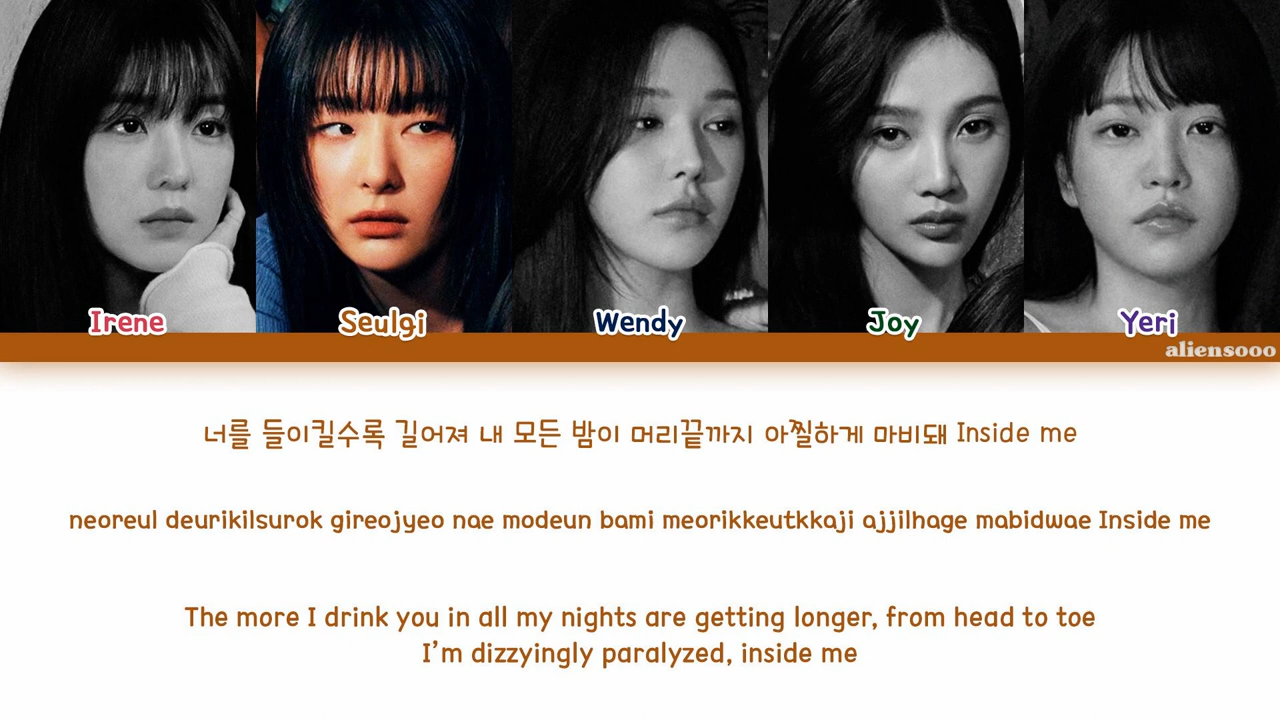 Irene
Seulgi
Wendy
Joy
Yeri
aliensooo
너를 들이킬수록 길어져 내 모든 밤이 머리끝까지 아찔하게 마비돼 Inside me
neoreul deurikilsurok gireojyeo nae modeun bami meorikkeutkkaji ajjilhage mabidwae Inside me
The more I drink you in all my nights are getting longer, from head to toe
I’m dizzyingly paralyzed, inside me